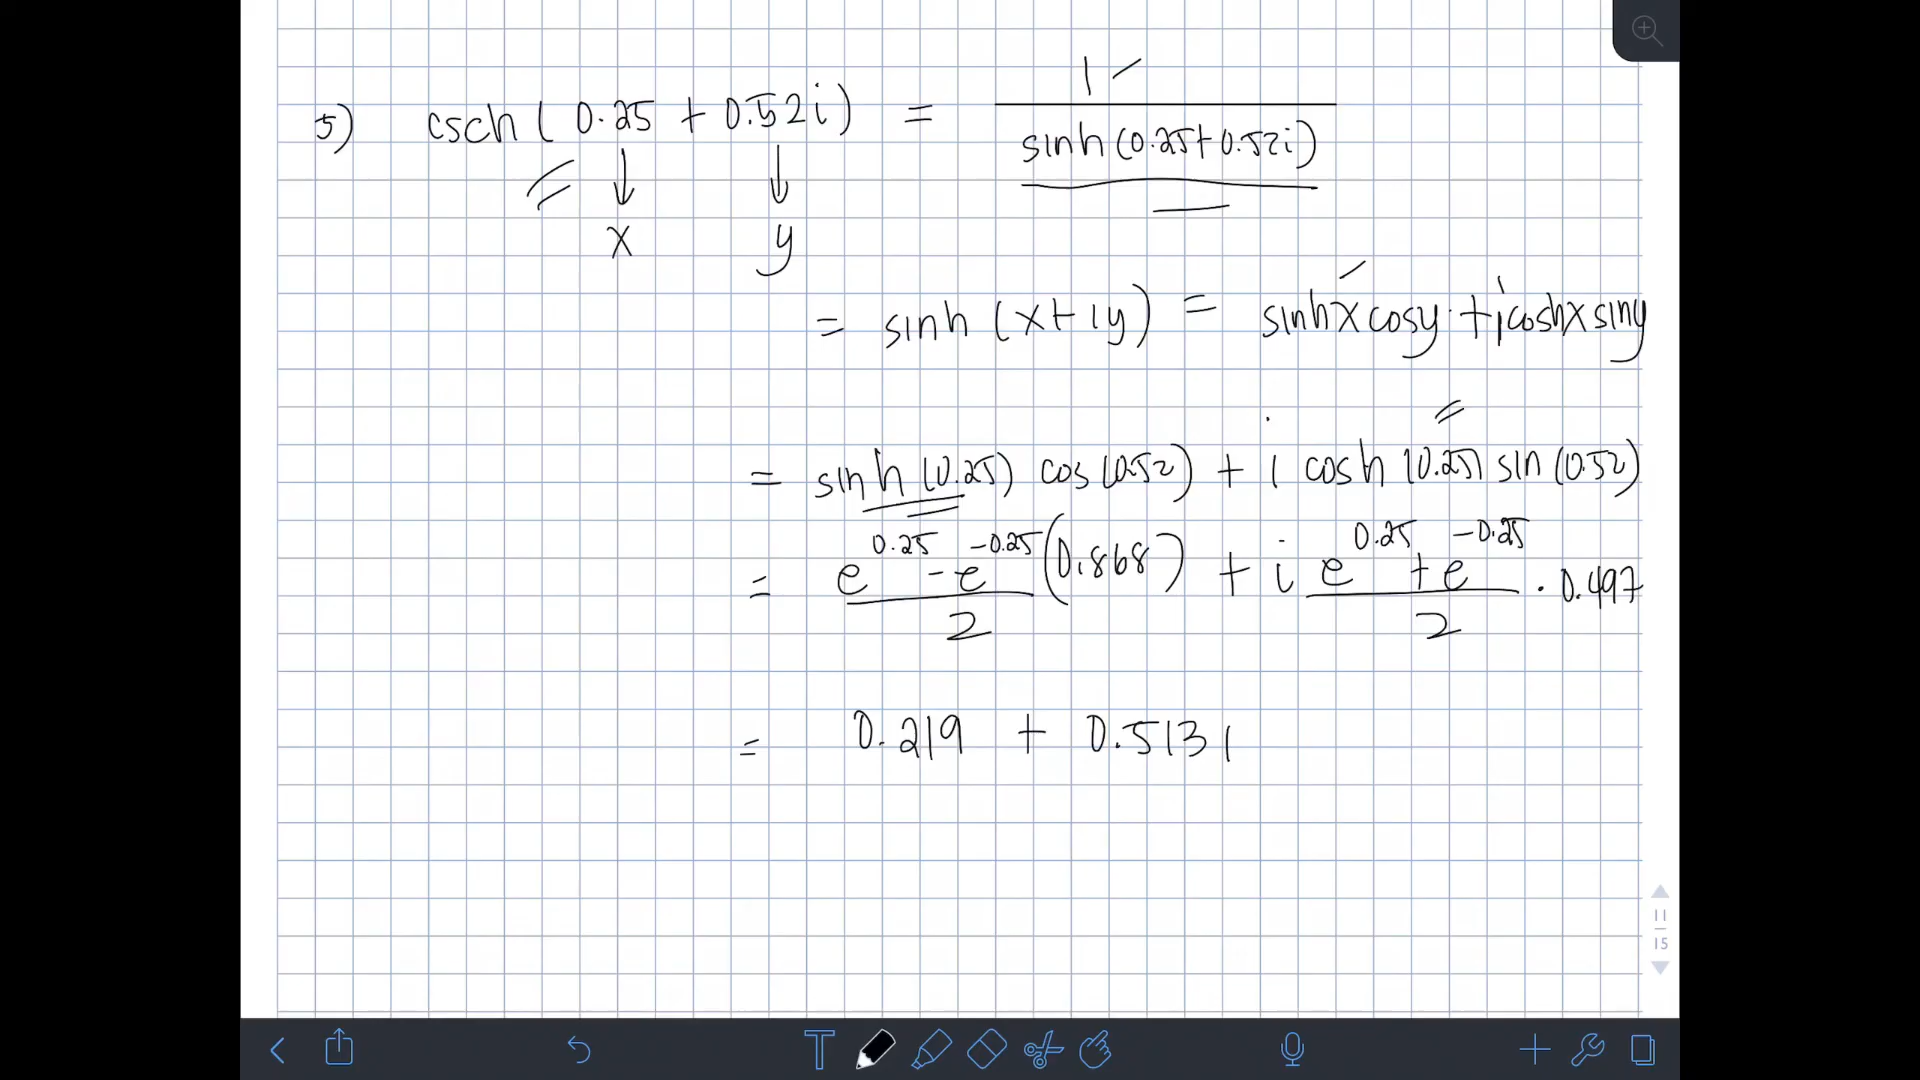 5) csch ( 0.25 + 0.52i ) = 1 / sinh (0.25+0.52i)
x y
= sinh (x+iy) = sinhx cosy + i coshx siny
= sinh (0.25) cos (0.52) + i cosh (0.25) sin (0.52)
= (e^0.25 - e^-0.25)/2 (0.868) + i (e^0.25 + e^-0.25)/2 · 0.497
= 0.219 + 0.513i
11
15
T